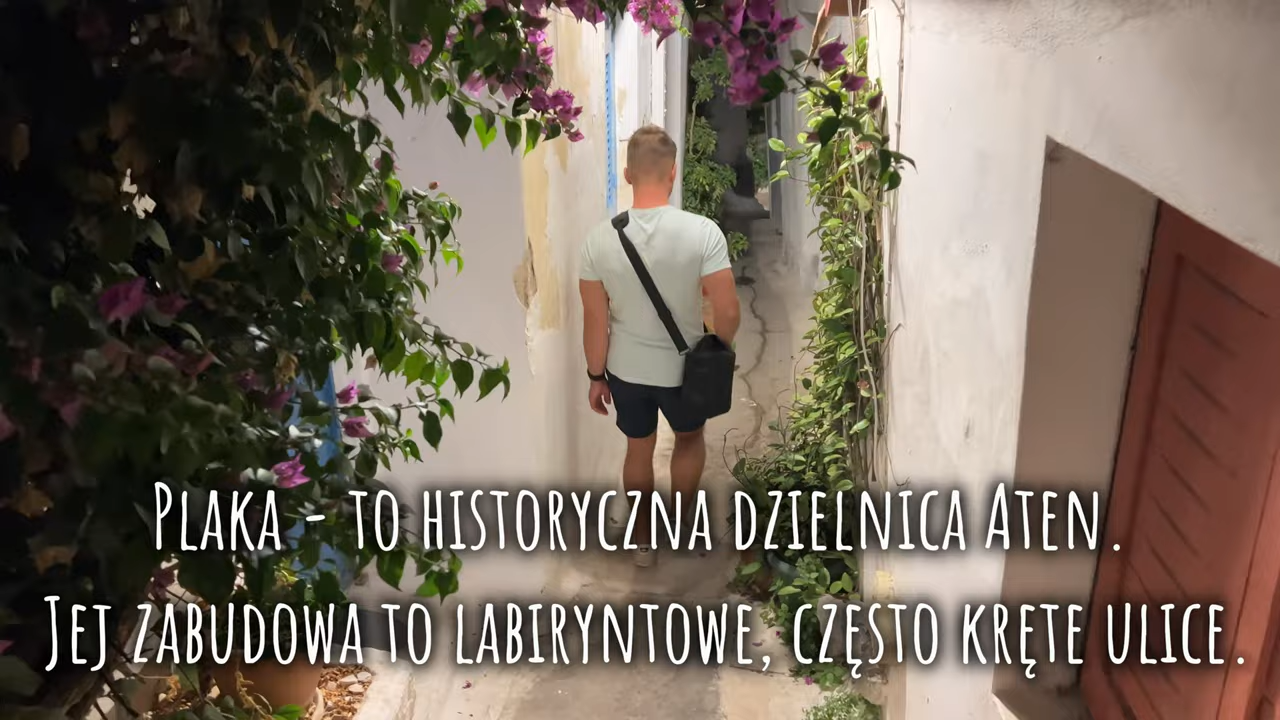 Plaka - to historyczna dzielnica Aten.
Jej zabudowa to labiryntowe, często kręte ulice.